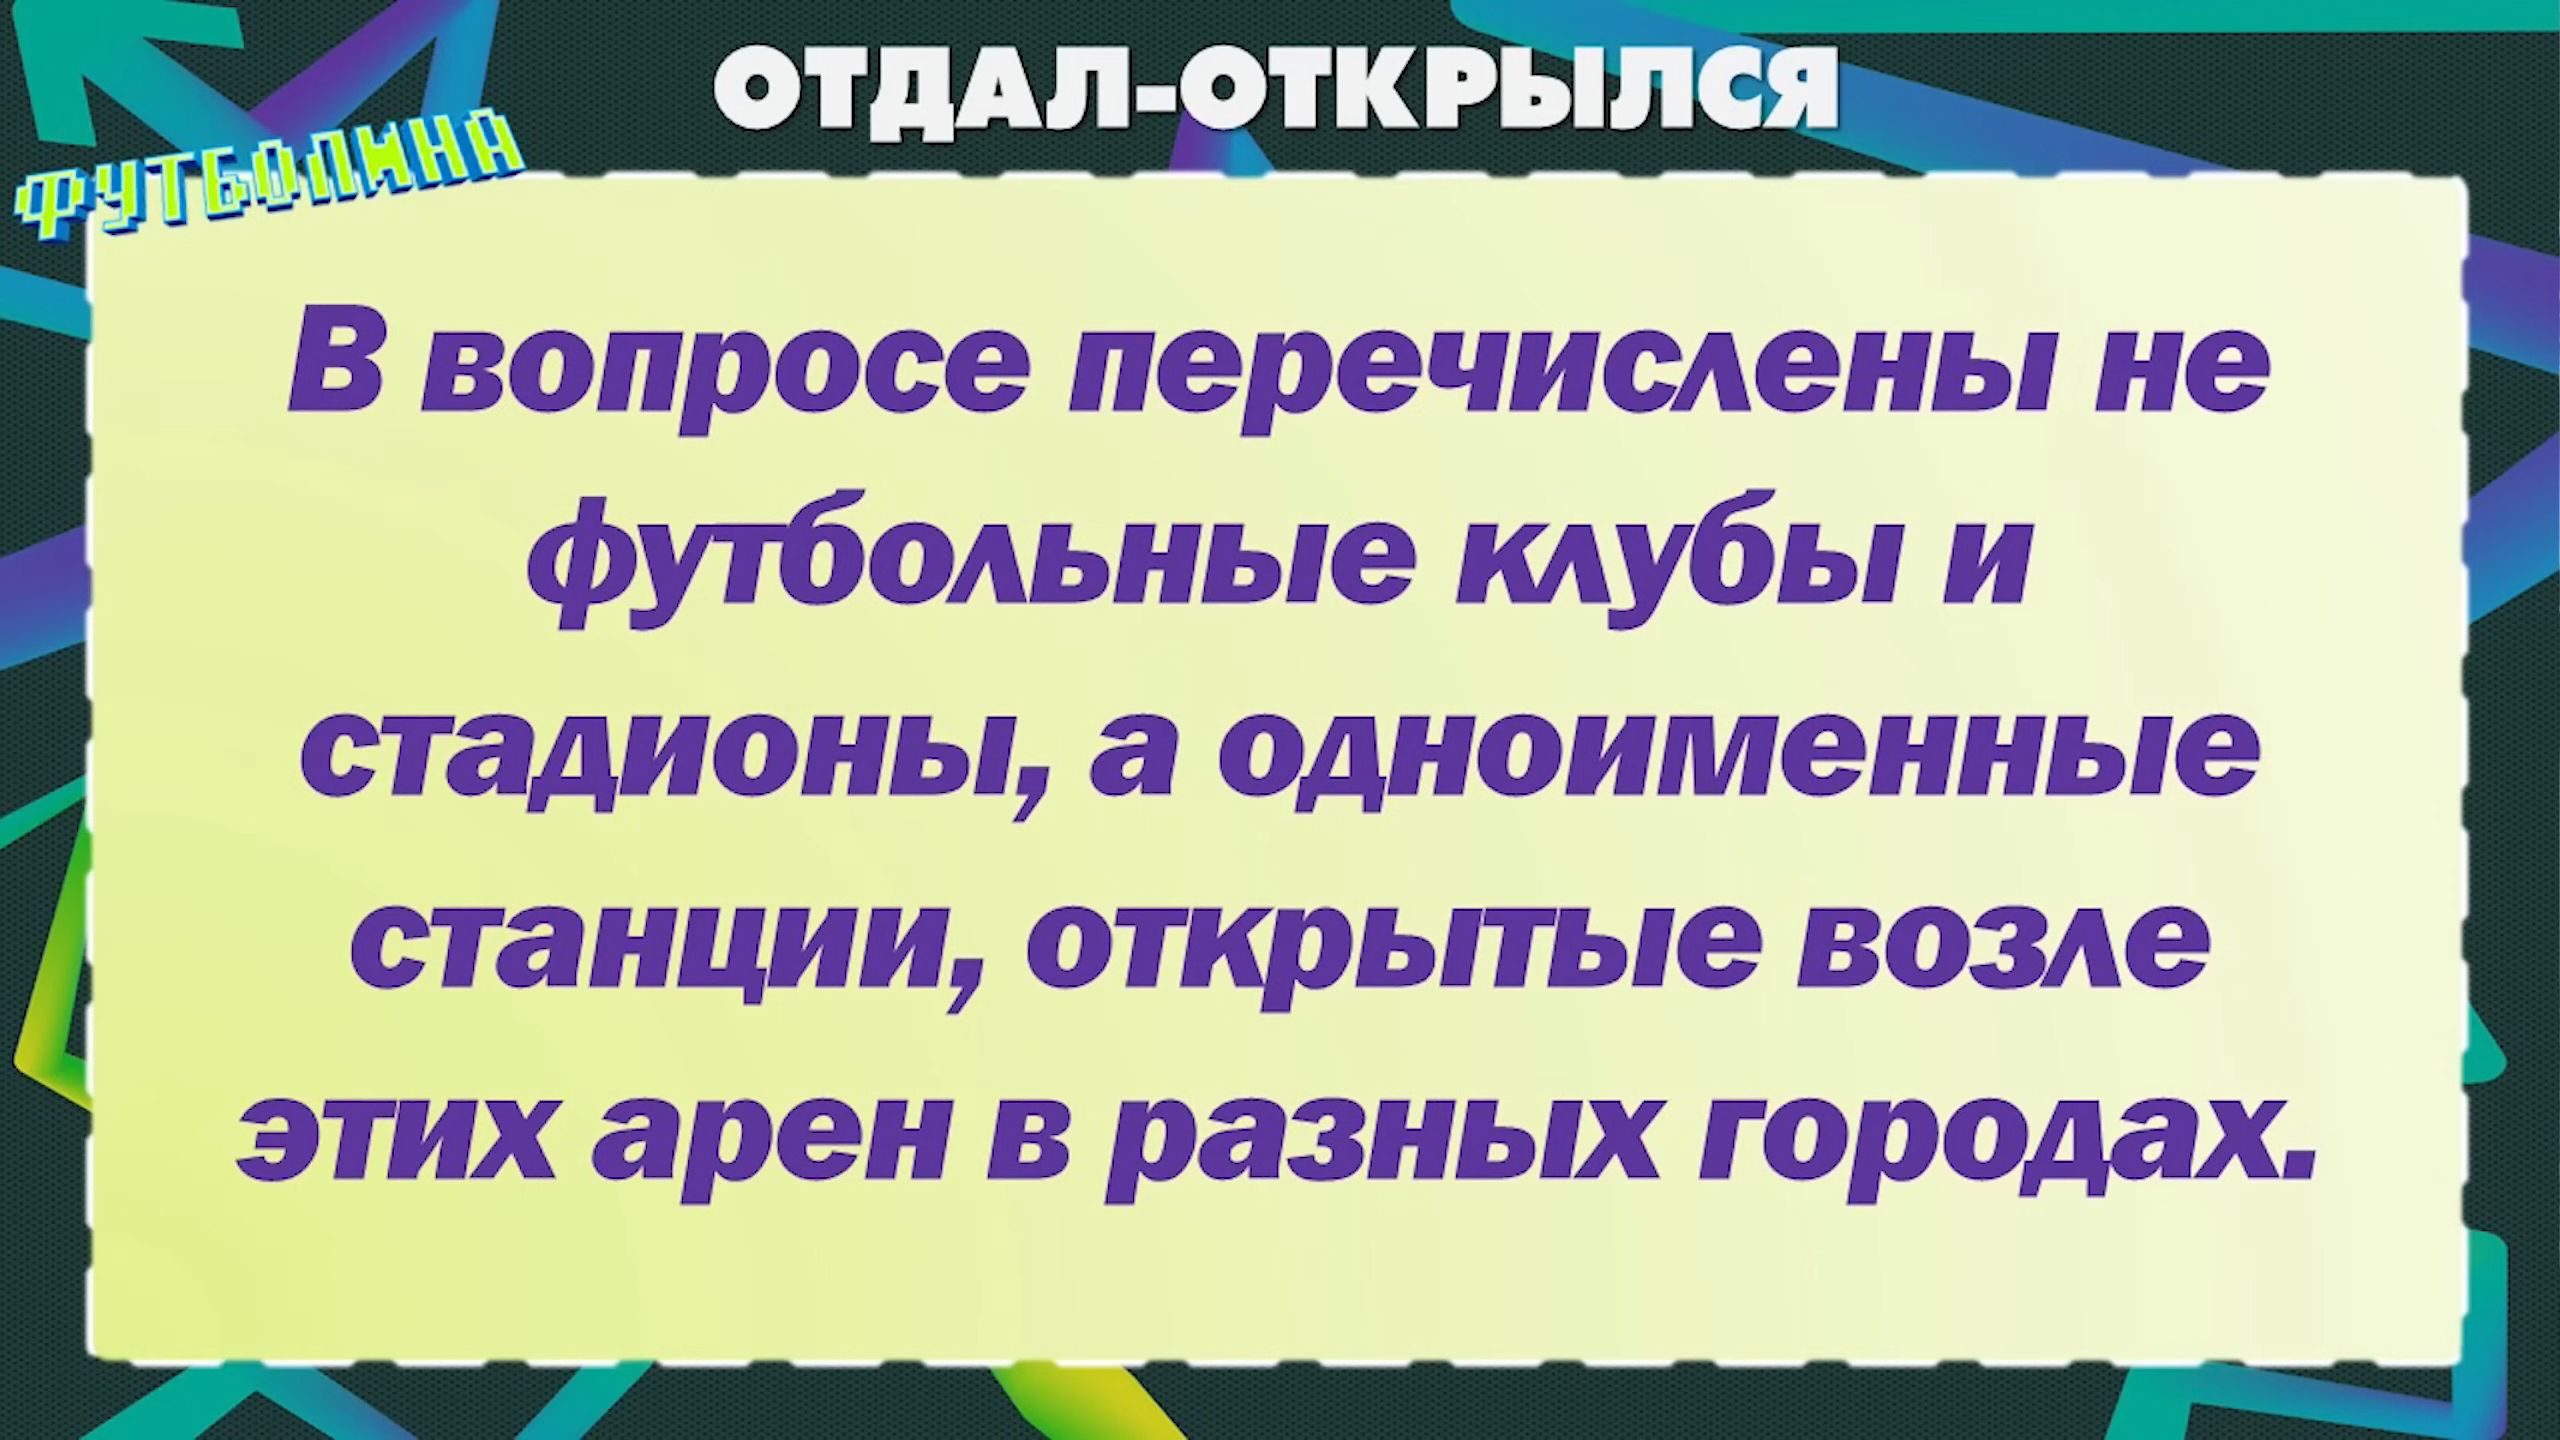 ОТДАЛ-ОТКРЫЛСЯ
ФУТБОЛИНА
В вопросе перечислены не
футбольные клубы и
стадионы, а одноименные
станции, открытые возле
этих арен в разных городах.